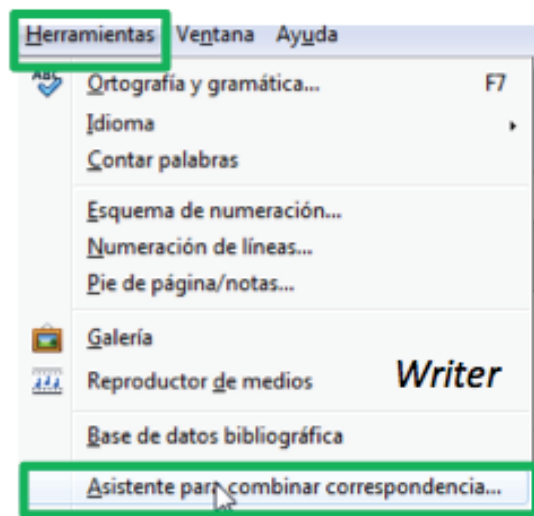 Herramientas Ventana Ayuda
ABC Ortografía y gramática... F7
Idioma
Contar palabras
Esquema de numeración...
Numeración de líneas...
Pie de página/notas...
Galería
Reproductor de medios Writer
Base de datos bibliográfica
Asistente para combinar correspondencia...